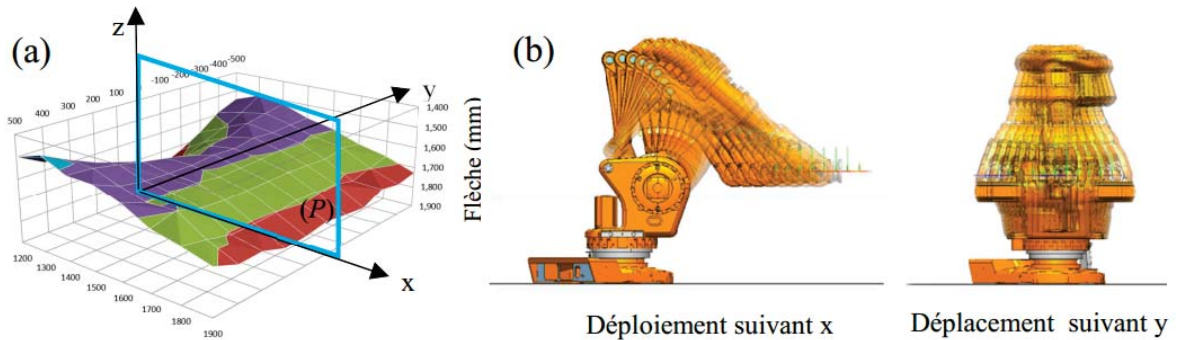 (a)
z
y
x
(P)
500
400
300
200
100
-100
-200
-300
-400
-500
1,400
1,500
1,600
1,700
1,800
1,900
Flèche (mm)
1200
1300
1400
1500
1600
1700
1800
1900
(b)
Déploiement suivant x
Déplacement suivant y